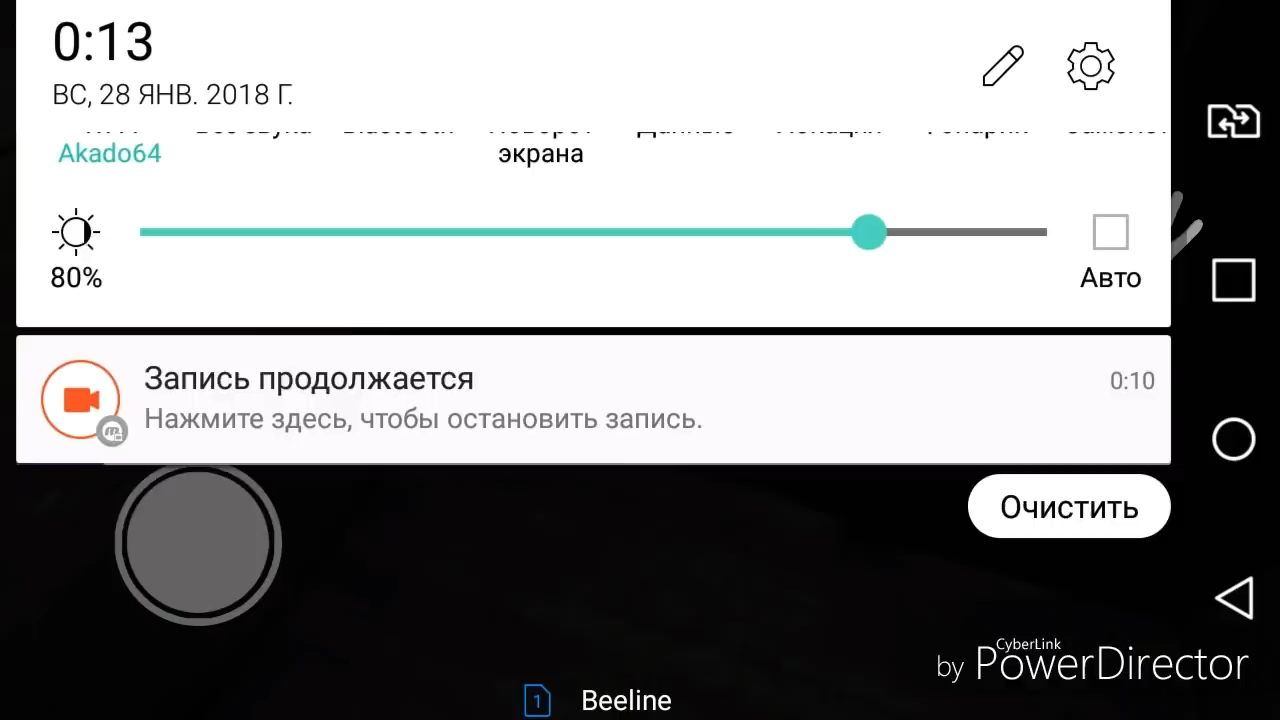 0:13
ВС, 28 ЯНВ. 2018 Г.
Akado64
экрана
80%
Авто
Запись продолжается
0:10
Нажмите здесь, чтобы остановить запись.
Очистить
CyberLink
by PowerDirector
1 Beeline